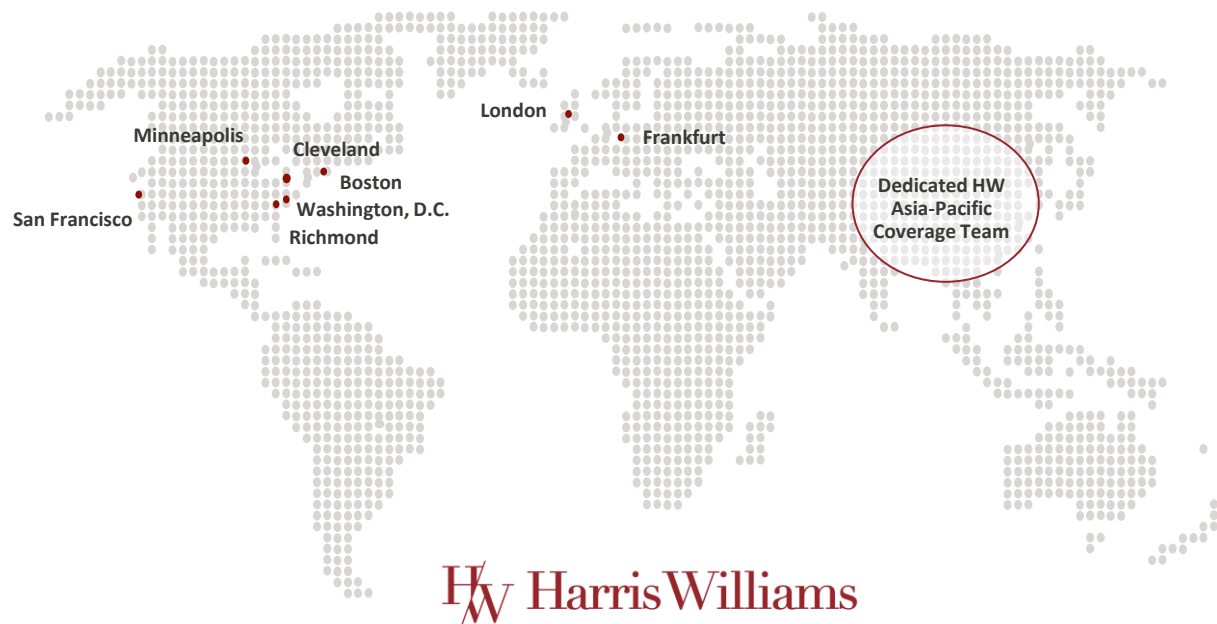 London
Minneapolis
Frankfurt
Cleveland
Boston
Dedicated HW
Asia-Pacific
Coverage Team
San Francisco
Washington, D.C.
Richmond
HW Harris Williams